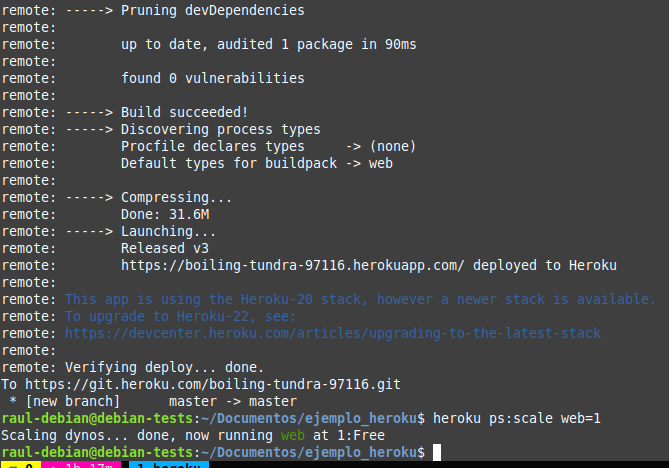 remote: -----> Pruning devDependencies
remote:
remote:        up to date, audited 1 package in 90ms
remote:
remote:        found 0 vulnerabilities
remote:
remote: -----> Build succeeded!
remote: -----> Discovering process types
remote:        Procfile declares types     -> (none)
remote:        Default types for buildpack -> web
remote:
remote: -----> Compressing...
remote:        Done: 31.6M
remote: -----> Launching...
remote:        Released v3
remote:        https://boiling-tundra-97116.herokuapp.com/ deployed to Heroku
remote:
remote: This app is using the Heroku-20 stack, however a newer stack is available.
remote: To upgrade to Heroku-22, see:
remote: https://devcenter.heroku.com/articles/upgrading-to-the-latest-stack
remote:
remote: Verifying deploy... done.
To https://git.heroku.com/boiling-tundra-97116.git
 * [new branch]      master -> master
raul-debian@debian-tests:~/Documentos/ejemplo_heroku$ heroku ps:scale web=1
Scaling dynos... done, now running web at 1:Free
raul-debian@debian-tests:~/Documentos/ejemplo_heroku$
1h 17m 1 heroku